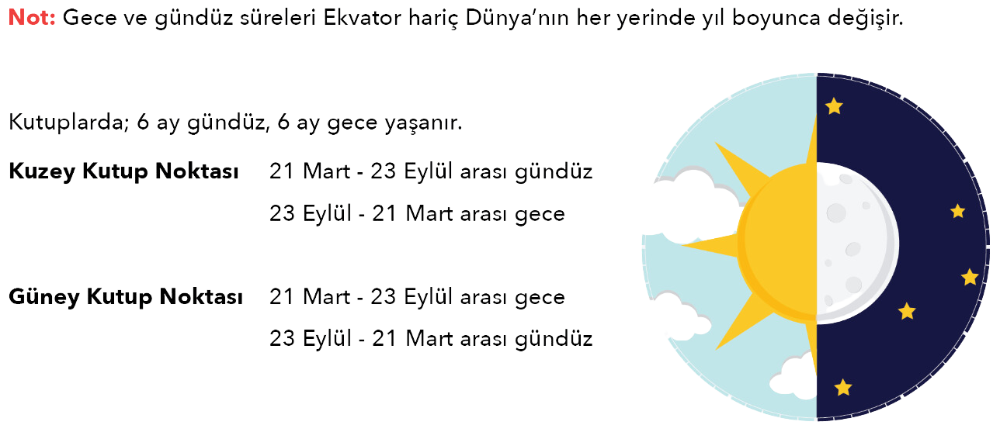 Not: Gece ve gündüz süreleri Ekvator hariç Dünya’nın her yerinde yıl boyunca değişir.
Kutuplarda; 6 ay gündüz, 6 ay gece yaşanır.
Kuzey Kutup Noktası 21 Mart - 23 Eylül arası gündüz
23 Eylül - 21 Mart arası gece
Güney Kutup Noktası 21 Mart - 23 Eylül arası gece
23 Eylül - 21 Mart arası gündüz